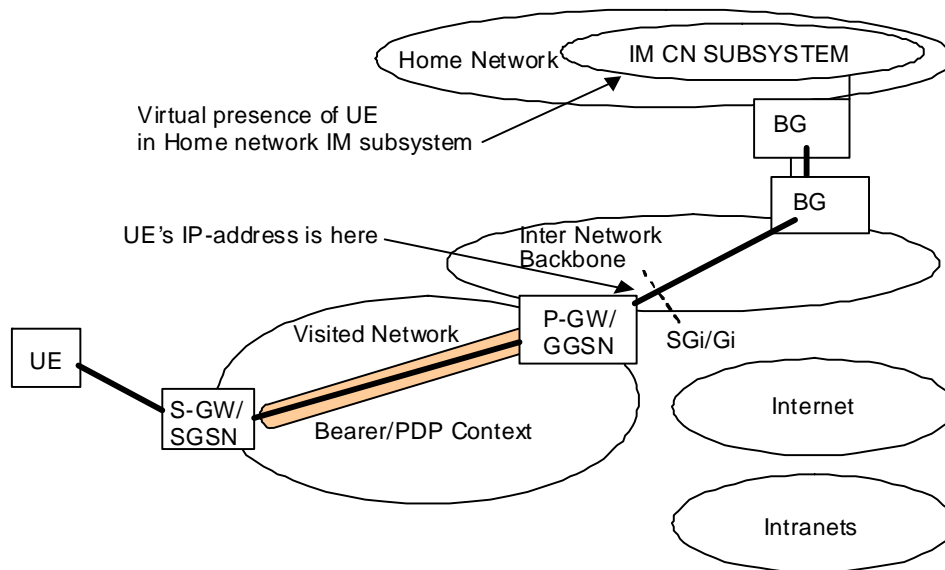 IM CN SUBSYSTEM
Home Network
Virtual presence of UE
in Home network IM subsystem
BG
BG
UE’s IP-address is here
Inter Network
Backbone
P-GW/
GGSN
SGi/Gi
Visited Network
UE
S-GW/
SGSN
Bearer/PDP Context
Internet
Intranets